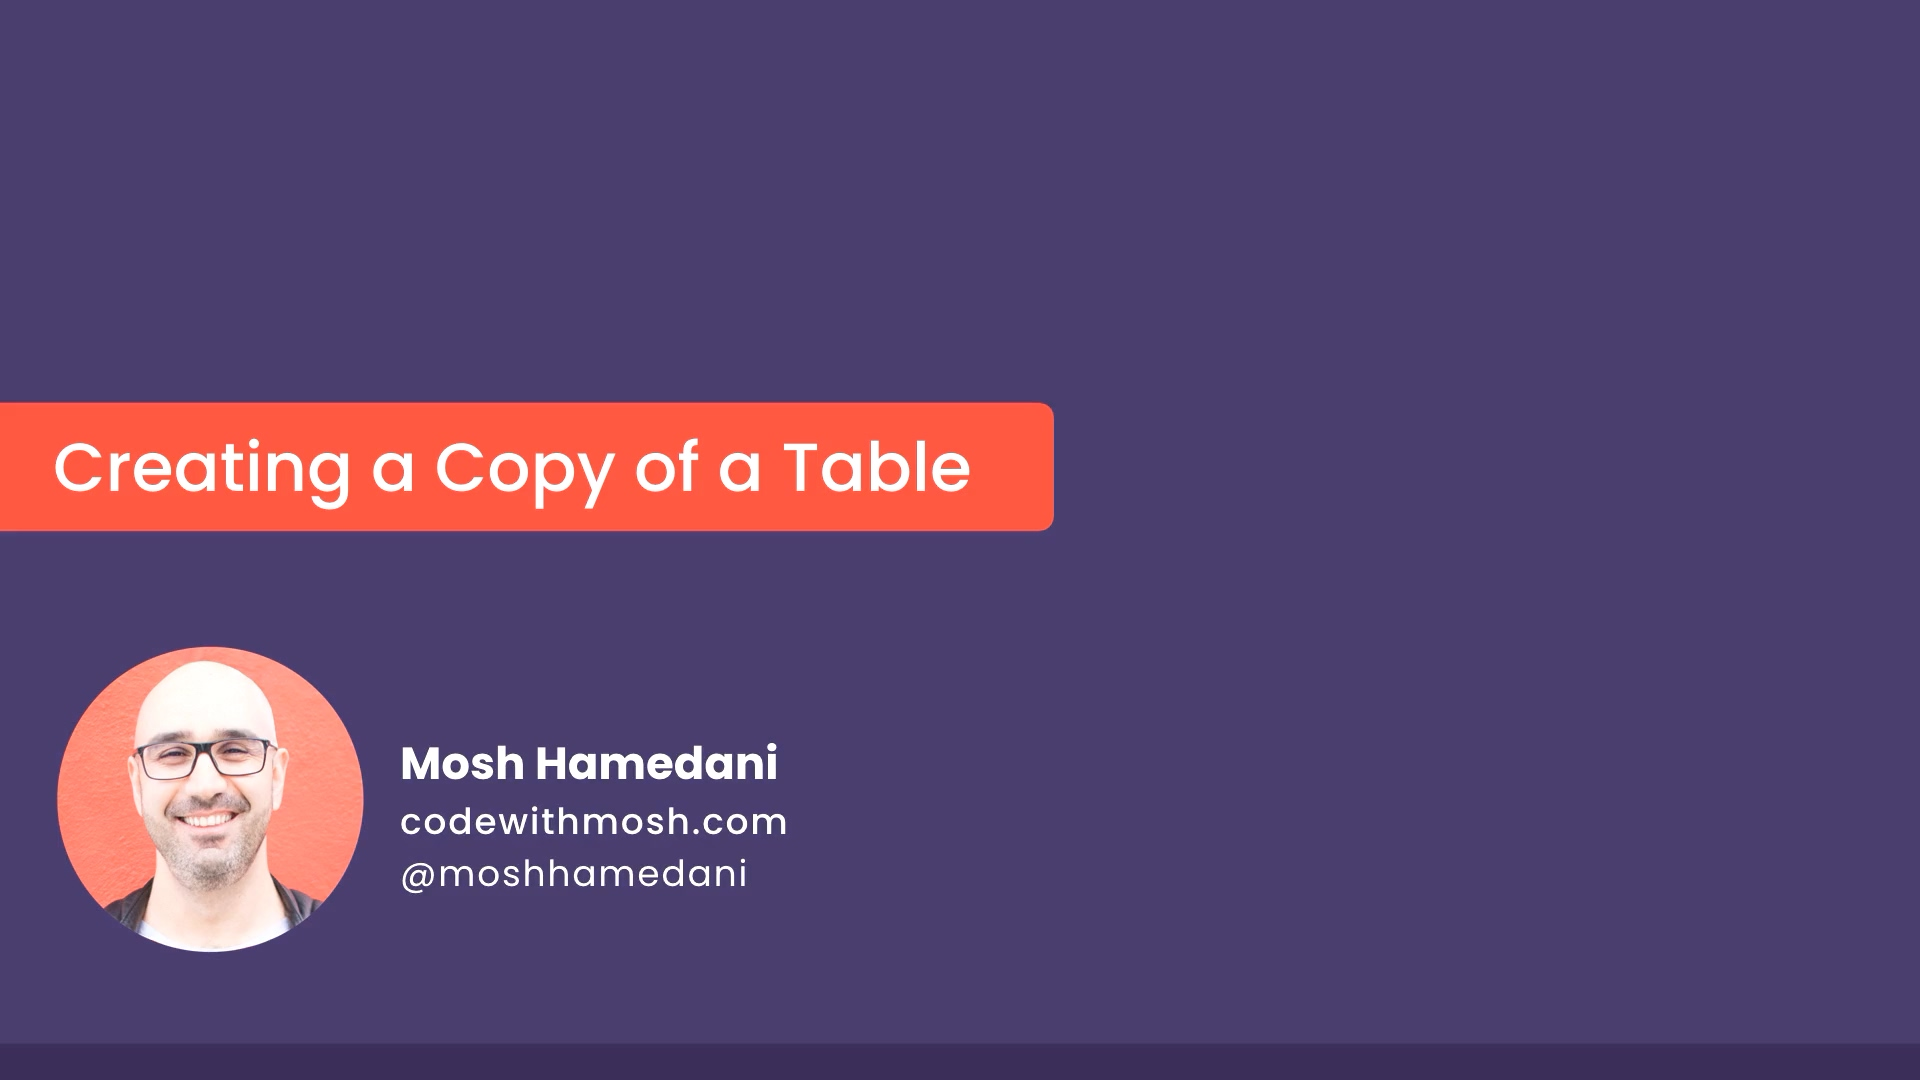 Creating a Copy of a Table
Mosh Hamedani
codewithmosh.com
@moshhamedani